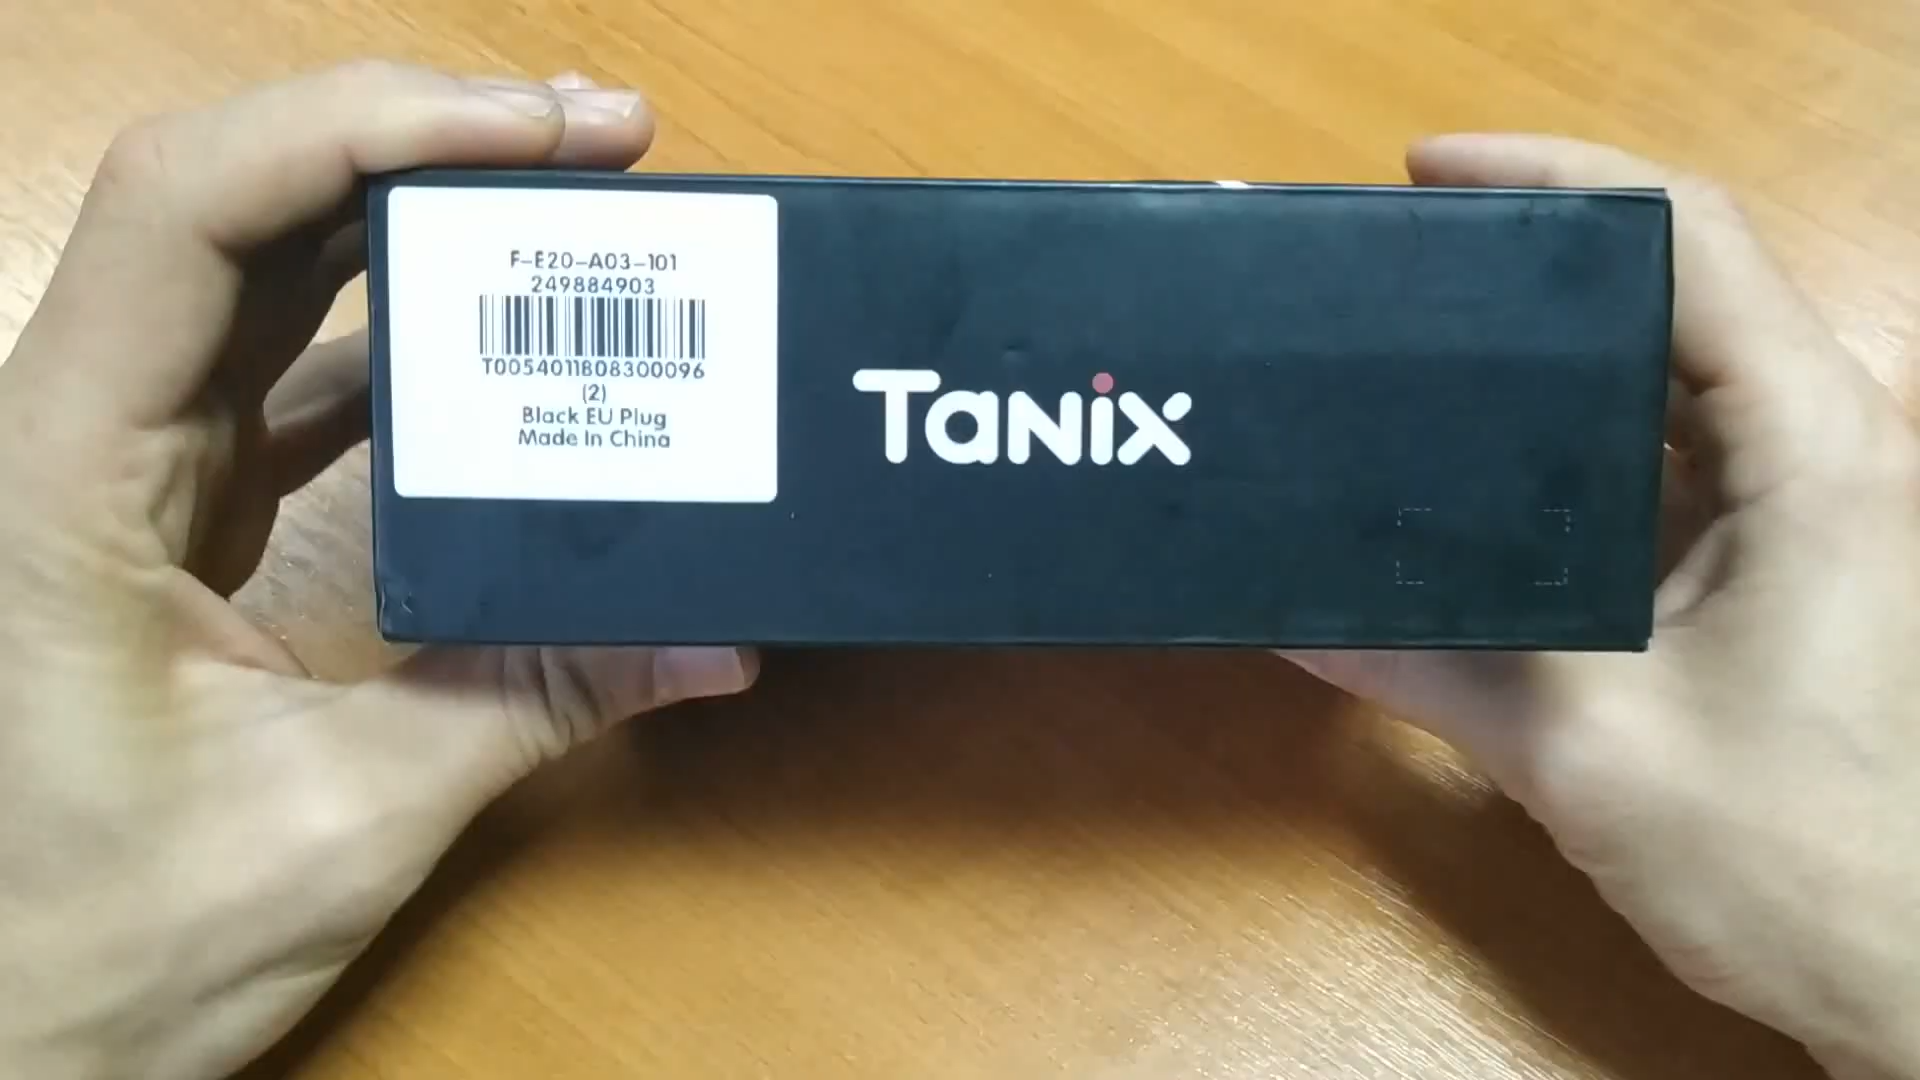 F-E20-A03-101
249884903
T0054011808300096
(2)
Black EU Plug
Made In China
Tanix